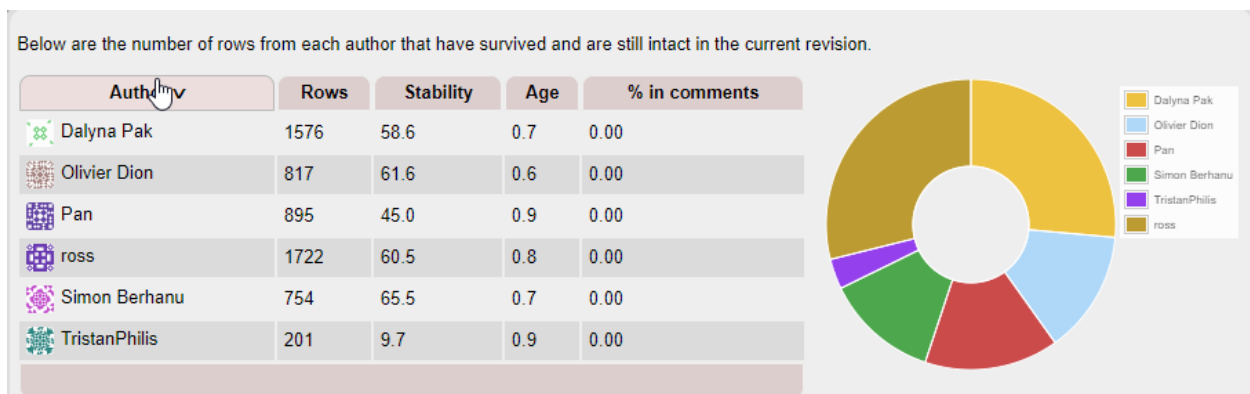 Below are the number of rows from each author that have survived and are still intact in the current revision.
Author Rows Stability Age % in comments
Dalyna Pak 1576 58.6 0.7 0.00
Olivier Dion 817 61.6 0.6 0.00
Pan 895 45.0 0.9 0.00
ross 1722 60.5 0.8 0.00
Simon Berhanu 754 65.5 0.7 0.00
TristanPhilis 201 9.7 0.9 0.00
Dalyna Pak
Olivier Dion
Pan
Simon Berhanu
TristanPhilis
ross